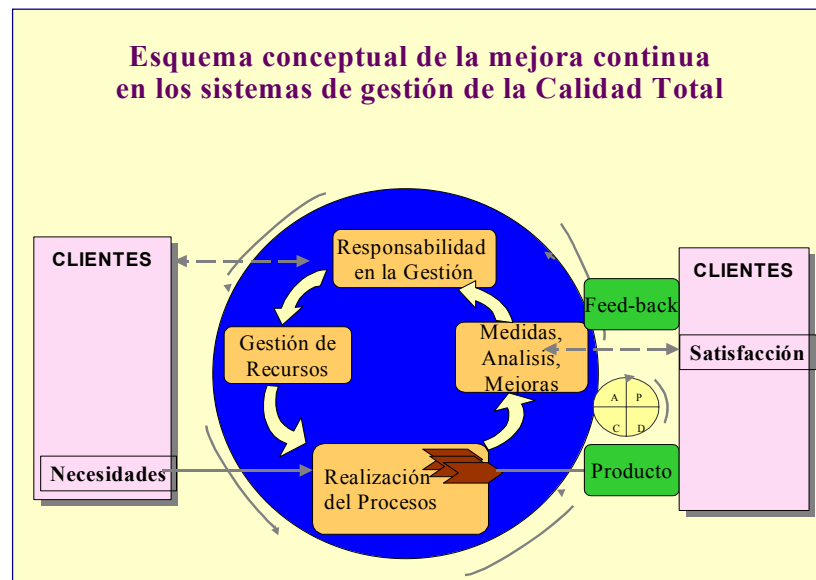 Esquema conceptual de la mejora continua
en los sistemas de gestión de la Calidad Total
CLIENTES
Necesidades
Responsabilidad
en la Gestión
Gestión de
Recursos
Medidas,
Analisis,
Mejoras
Realización
del Procesos
Feed-back
A P
C D
Producto
CLIENTES
Satisfacción